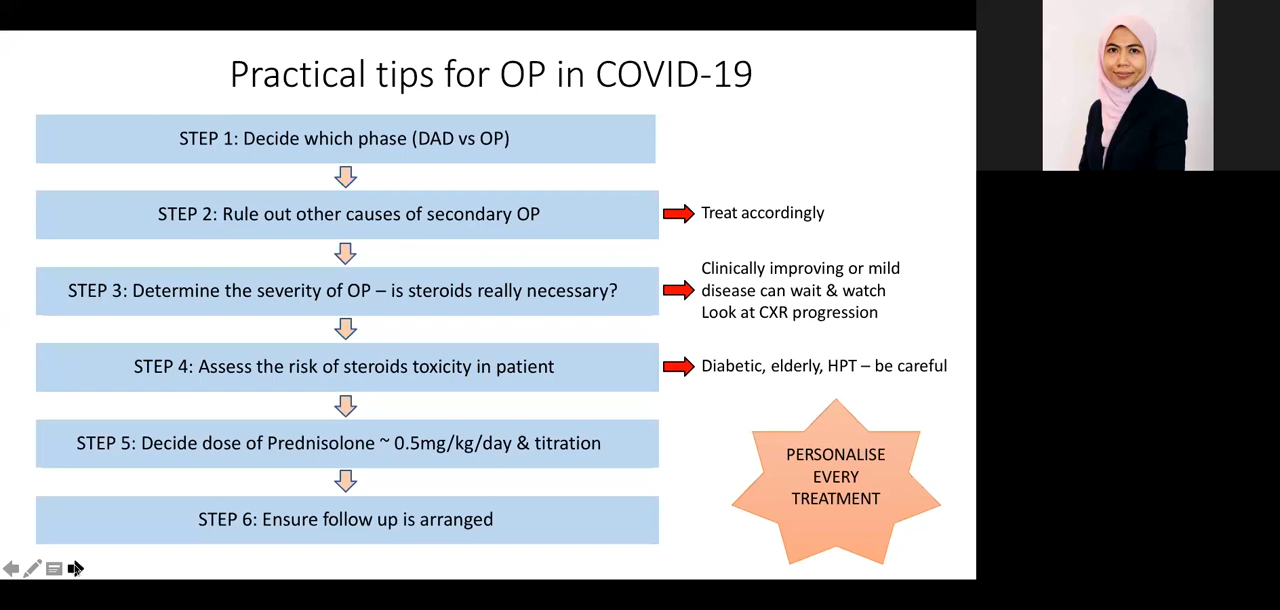 Practical tips for OP in COVID-19
STEP 1: Decide which phase (DAD vs OP)
STEP 2: Rule out other causes of secondary OP
Treat accordingly
STEP 3: Determine the severity of OP – is steroids really necessary?
Clinically improving or mild
disease can wait & watch
Look at CXR progression
STEP 4: Assess the risk of steroids toxicity in patient
Diabetic, elderly, HPT – be careful
STEP 5: Decide dose of Prednisolone ~ 0.5mg/kg/day & titration
PERSONALISE
EVERY
TREATMENT
STEP 6: Ensure follow up is arranged